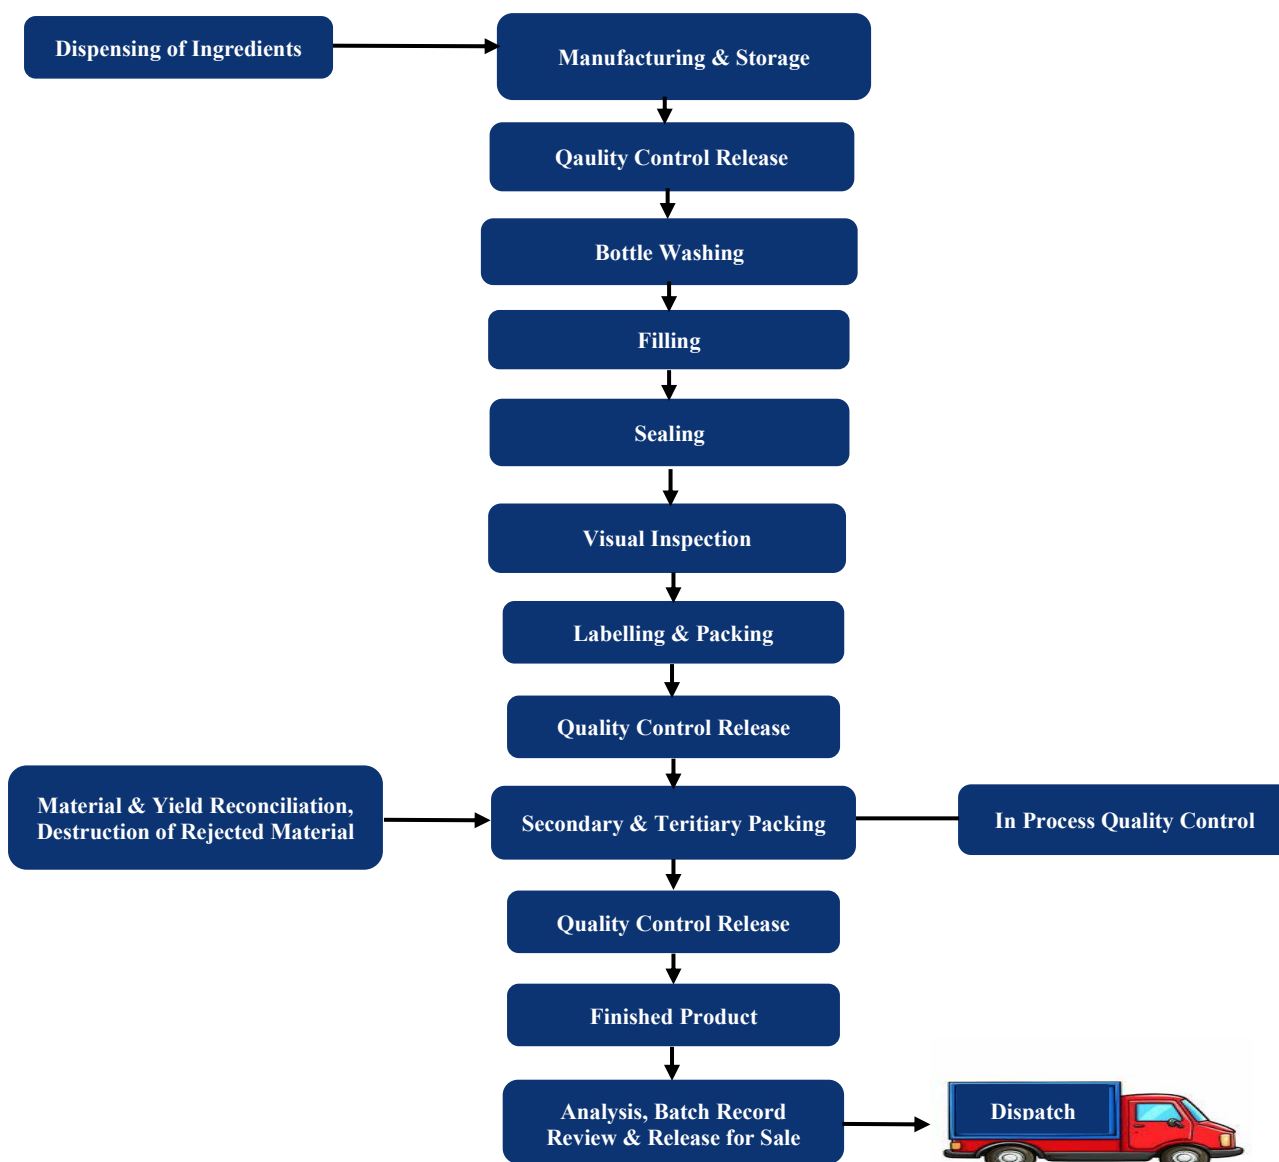 Dispensing of Ingredients
Manufacturing & Storage
Qaulity Control Release
Bottle Washing
Filling
Sealing
Visual Inspection
Labelling & Packing
Quality Control Release
Material & Yield Reconciliation,
Destruction of Rejected Material
Secondary & Teritiary Packing
In Process Quality Control
Quality Control Release
Finished Product
Analysis, Batch Record
Review & Release for Sale
Dispatch